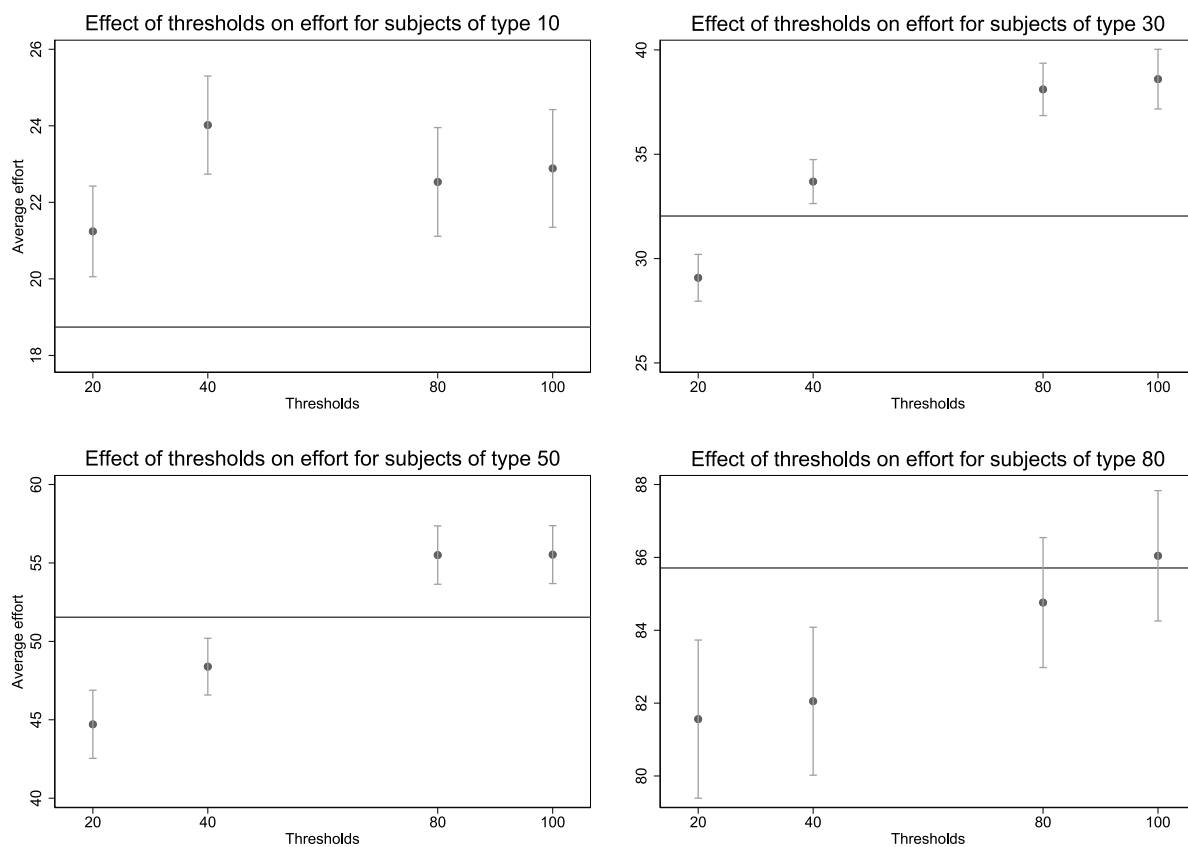 Effect of thresholds on effort for subjects of type 10
Average effort
26
24
22
20
18
20 40 80 100
Thresholds
Effect of thresholds on effort for subjects of type 30
40
35
30
25
20 40 80 100
Thresholds
Effect of thresholds on effort for subjects of type 50
Average effort
60
55
50
45
40
20 40 80 100
Thresholds
Effect of thresholds on effort for subjects of type 80
88
86
84
82
80
20 40 80 100
Thresholds